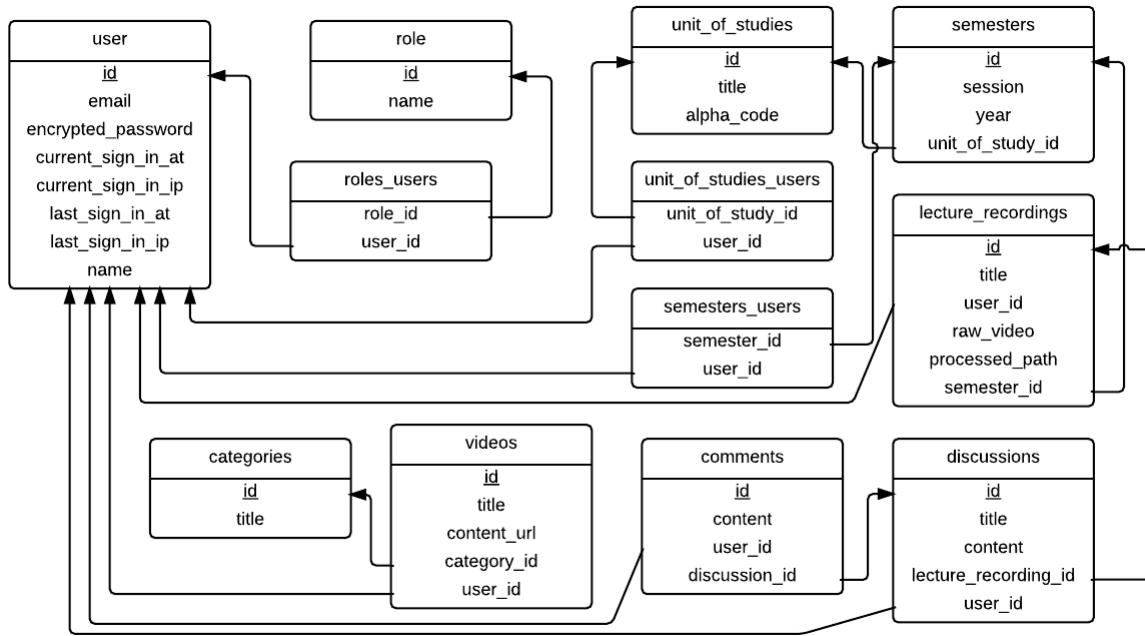 user
id
email
encrypted_password
current_sign_in_at
current_sign_in_ip
last_sign_in_at
last_sign_in_ip
name
role
id
name
roles_users
role_id
user_id
unit_of_studies
id
title
alpha_code
unit_of_studies_users
unit_of_study_id
user_id
semesters_users
semester_id
user_id
semesters
id
session
year
unit_of_study_id
lecture_recordings
id
title
user_id
raw_video
processed_path
semester_id
categories
id
title
videos
id
title
content_url
category_id
user_id
comments
id
content
user_id
discussion_id
discussions
id
title
content
lecture_recording_id
user_id